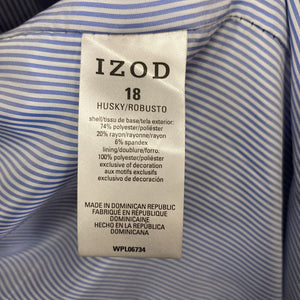 IZOD
18
HUSKY/ROBUSTO
shell/tissu de base/tela exterior:
74% polyester/poliéster
20% rayon/rayonne/rayon
6% spandex
lining/doublure/forro:
100% polyester/poliéster
exclusive of decoration
aux motifs exclusifs
exclusivo de decoración
MADE IN DOMINICAN REPUBLIC
FABRIQUÉ EN RÉPUBLIQUE
DOMINICAINE
HECHO EN LA REPÚBLICA
DOMINICANA
WPL06734